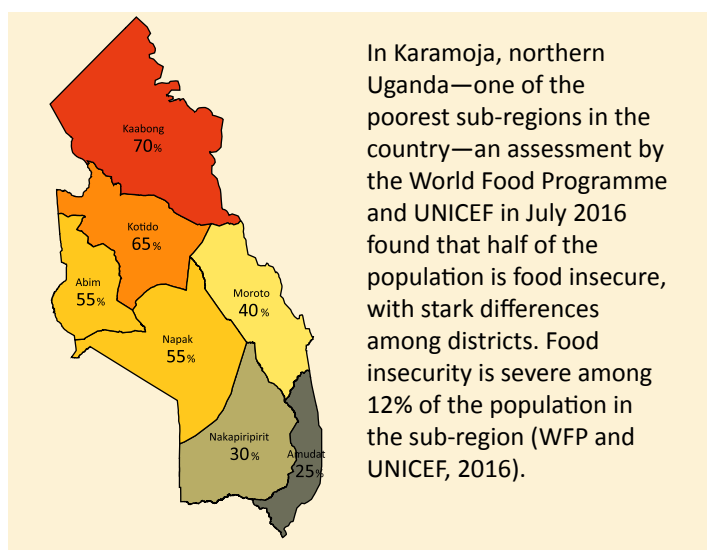 Kaabong
70%
Kotido
65%
Abim
55%
Moroto
40%
Napak
55%
Nakapiripirit
30%
Amudat
25%
In Karamoja, northern
Uganda—one of the
poorest sub-regions in the
country—an assessment by
the World Food Programme
and UNICEF in July 2016
found that half of the
population is food insecure,
with stark differences
among districts. Food
insecurity is severe among
12% of the population in
the sub-region (WFP and
UNICEF, 2016).